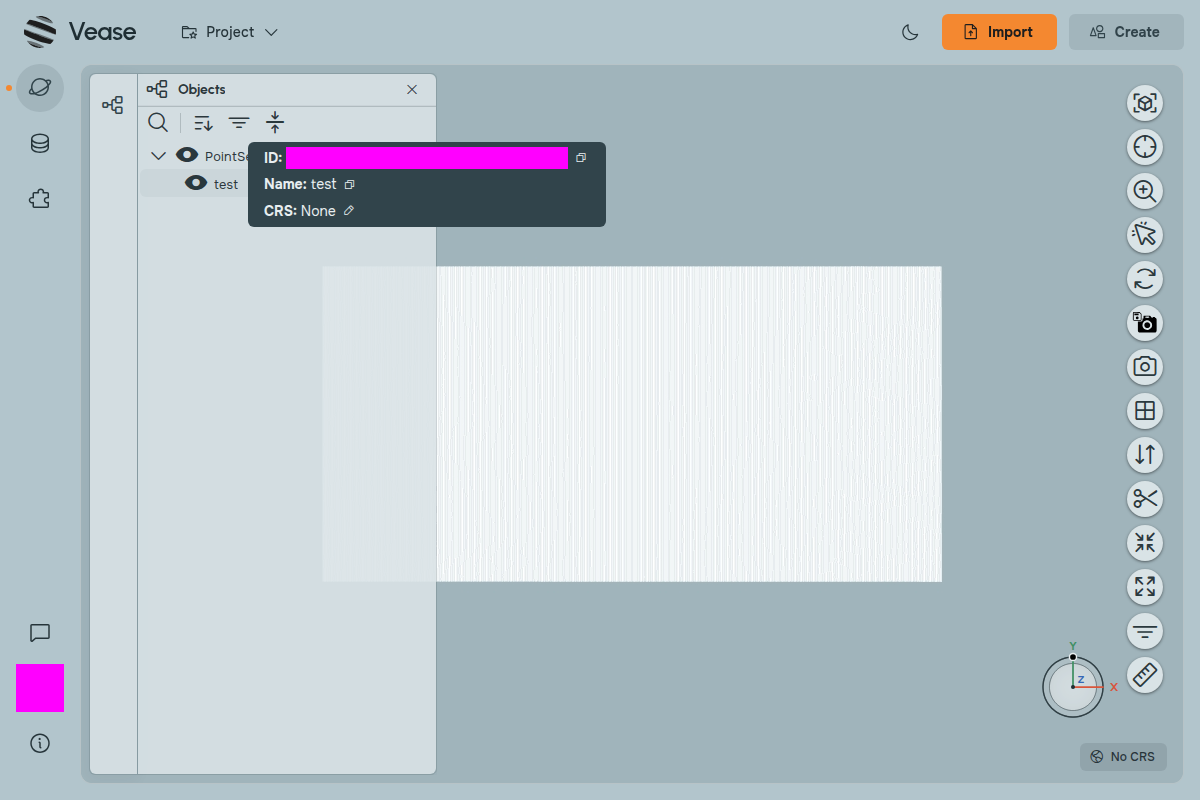 Vease
Project
Import
Create
Objects
PointSe
test
ID:
Name: test
CRS: None
Y
Z
X
No CRS